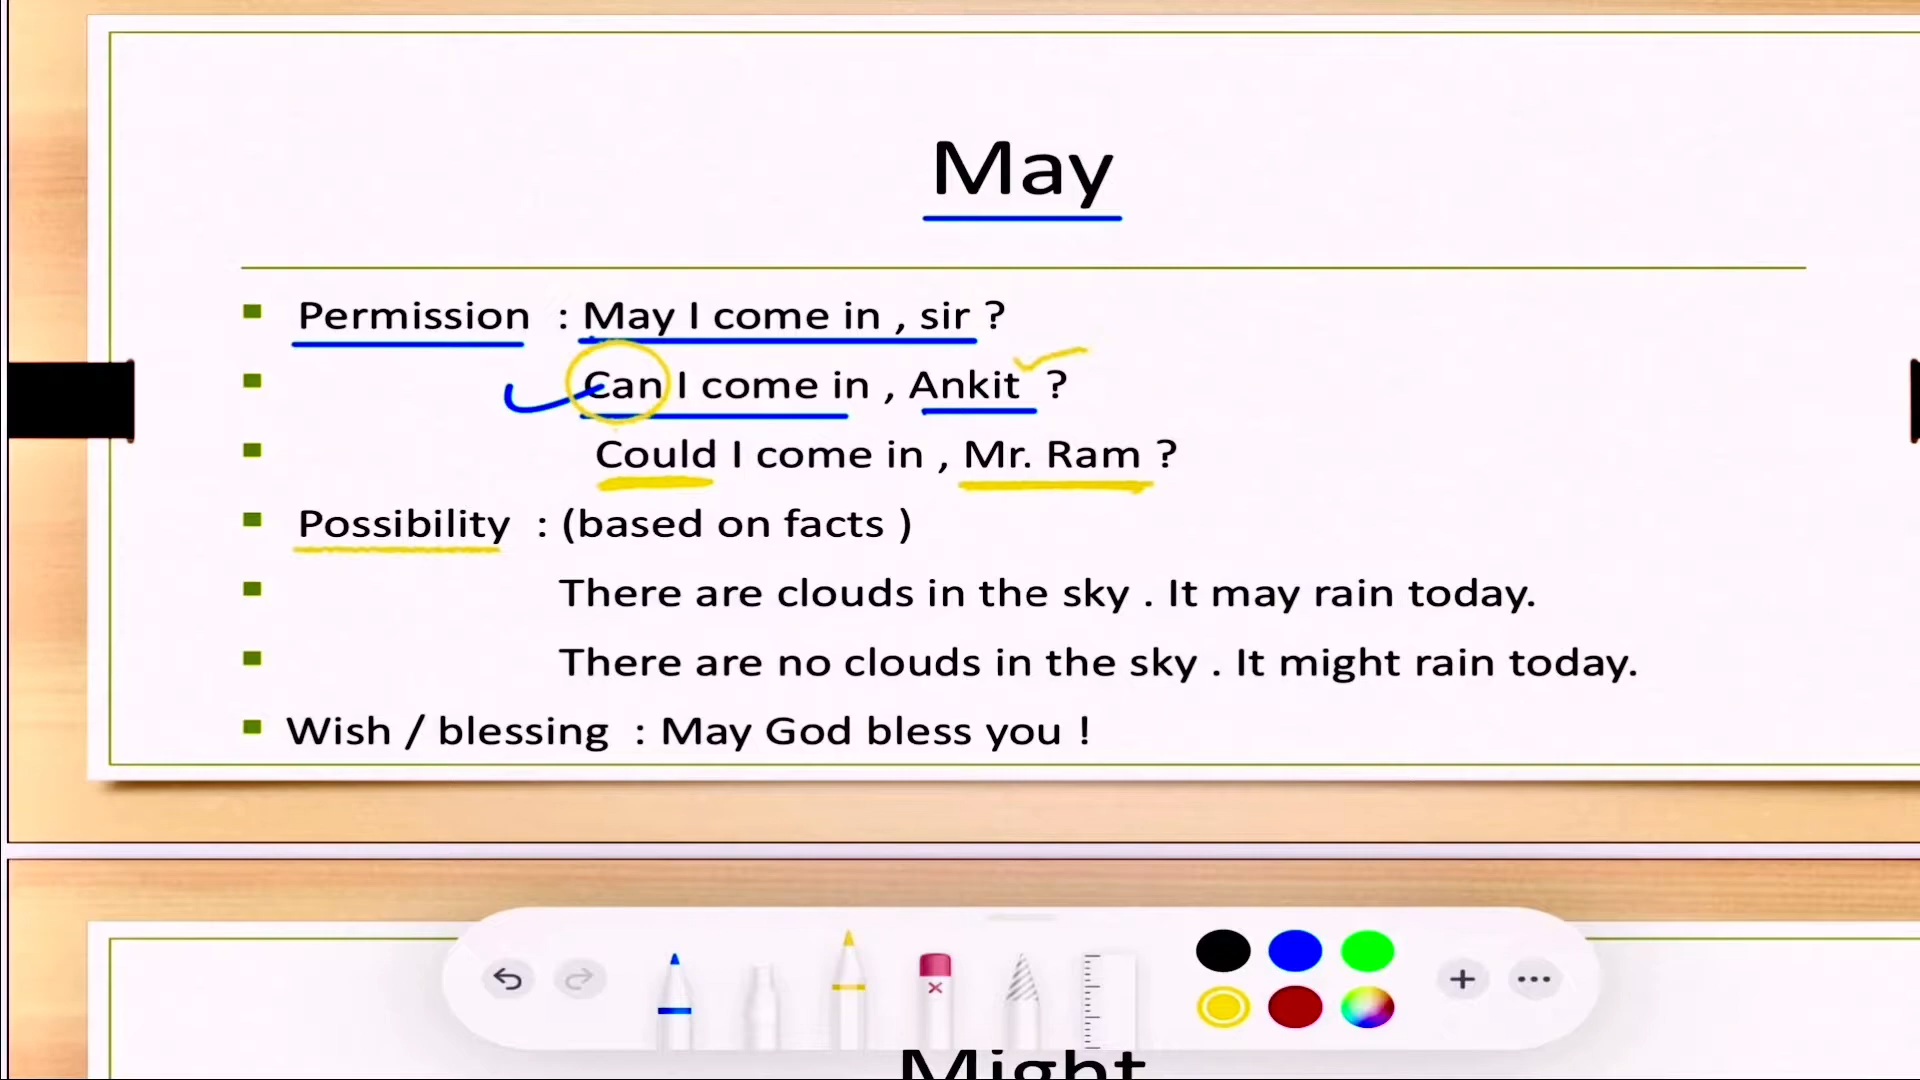 May
Permission : May I come in , sir ?
Can I come in , Ankit ?
Could I come in , Mr. Ram ?
Possibility : (based on facts )
There are clouds in the sky . It may rain today.
There are no clouds in the sky . It might rain today.
Wish / blessing : May God bless you !
Might